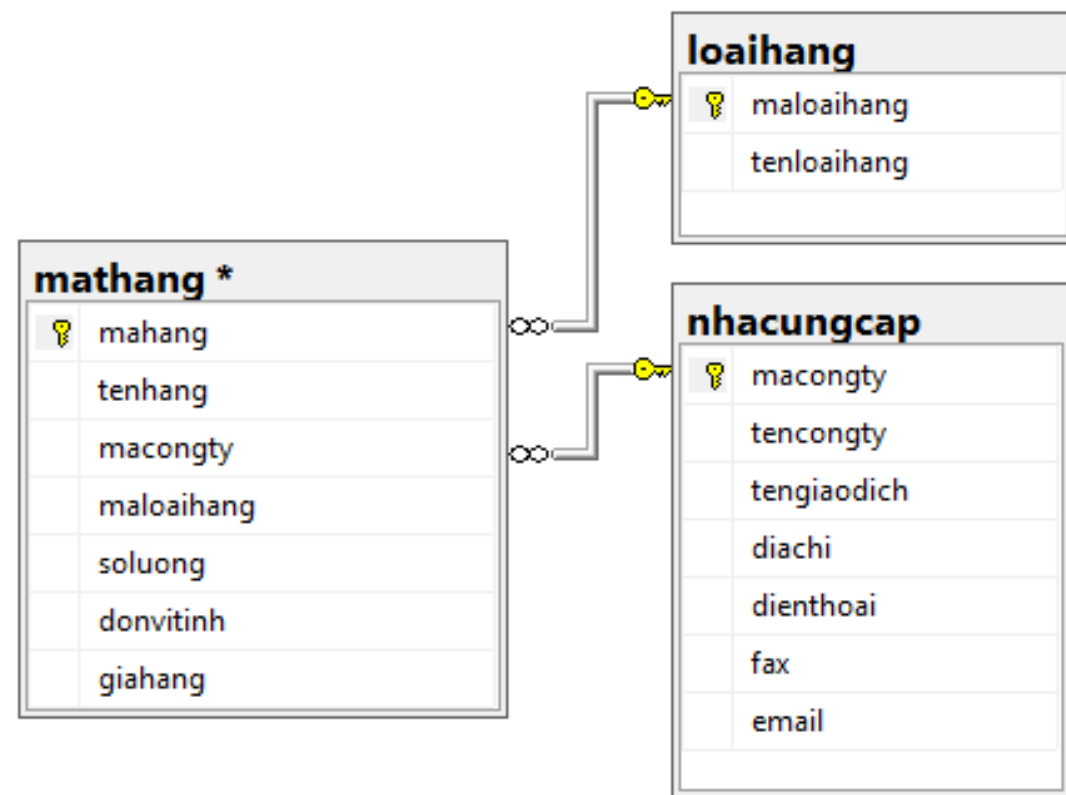 loaihang
maloaihang
tenloaihang
mathang *
mahang
tenhang
macongty
maloaihang
soluong
donvitinh
giahang
nhacungcap
macongty
tencongty
tengiaodich
diachi
dienthoai
fax
email